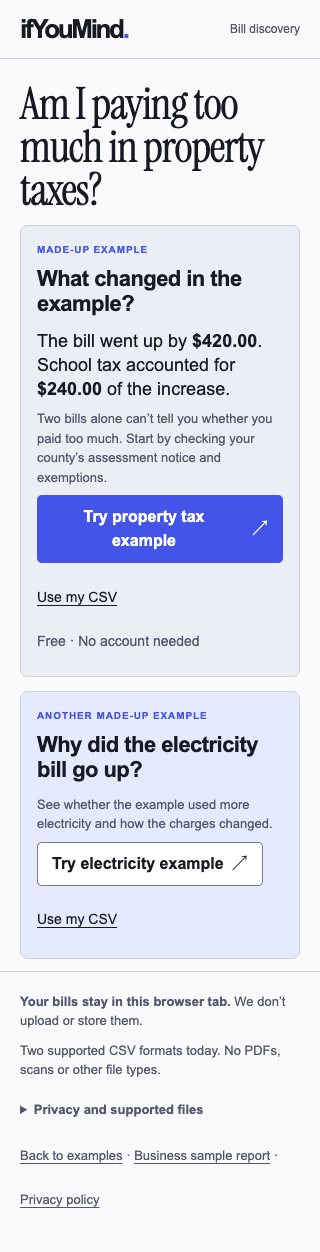 ifYouMind.
Bill discovery
Am I paying too
much in property
taxes?
MADE-UP EXAMPLE
What changed in the
example?
The bill went up by $420.00.
School tax accounted for
$240.00 of the increase.
Two bills alone can't tell you whether you
paid too much. Start by checking your
county's assessment notice and
exemptions.
Try property tax
example
Use my CSV
Free · No account needed
ANOTHER MADE-UP EXAMPLE
Why did the electricity
bill go up?
See whether the example used more
electricity and how the charges changed.
Try electricity example
Use my CSV
Your bills stay in this browser tab. We don't
upload or store them.
Two supported CSV formats today. No PDFs,
scans or other file types.
Privacy and supported files
Back to examples · Business sample report ·
Privacy policy